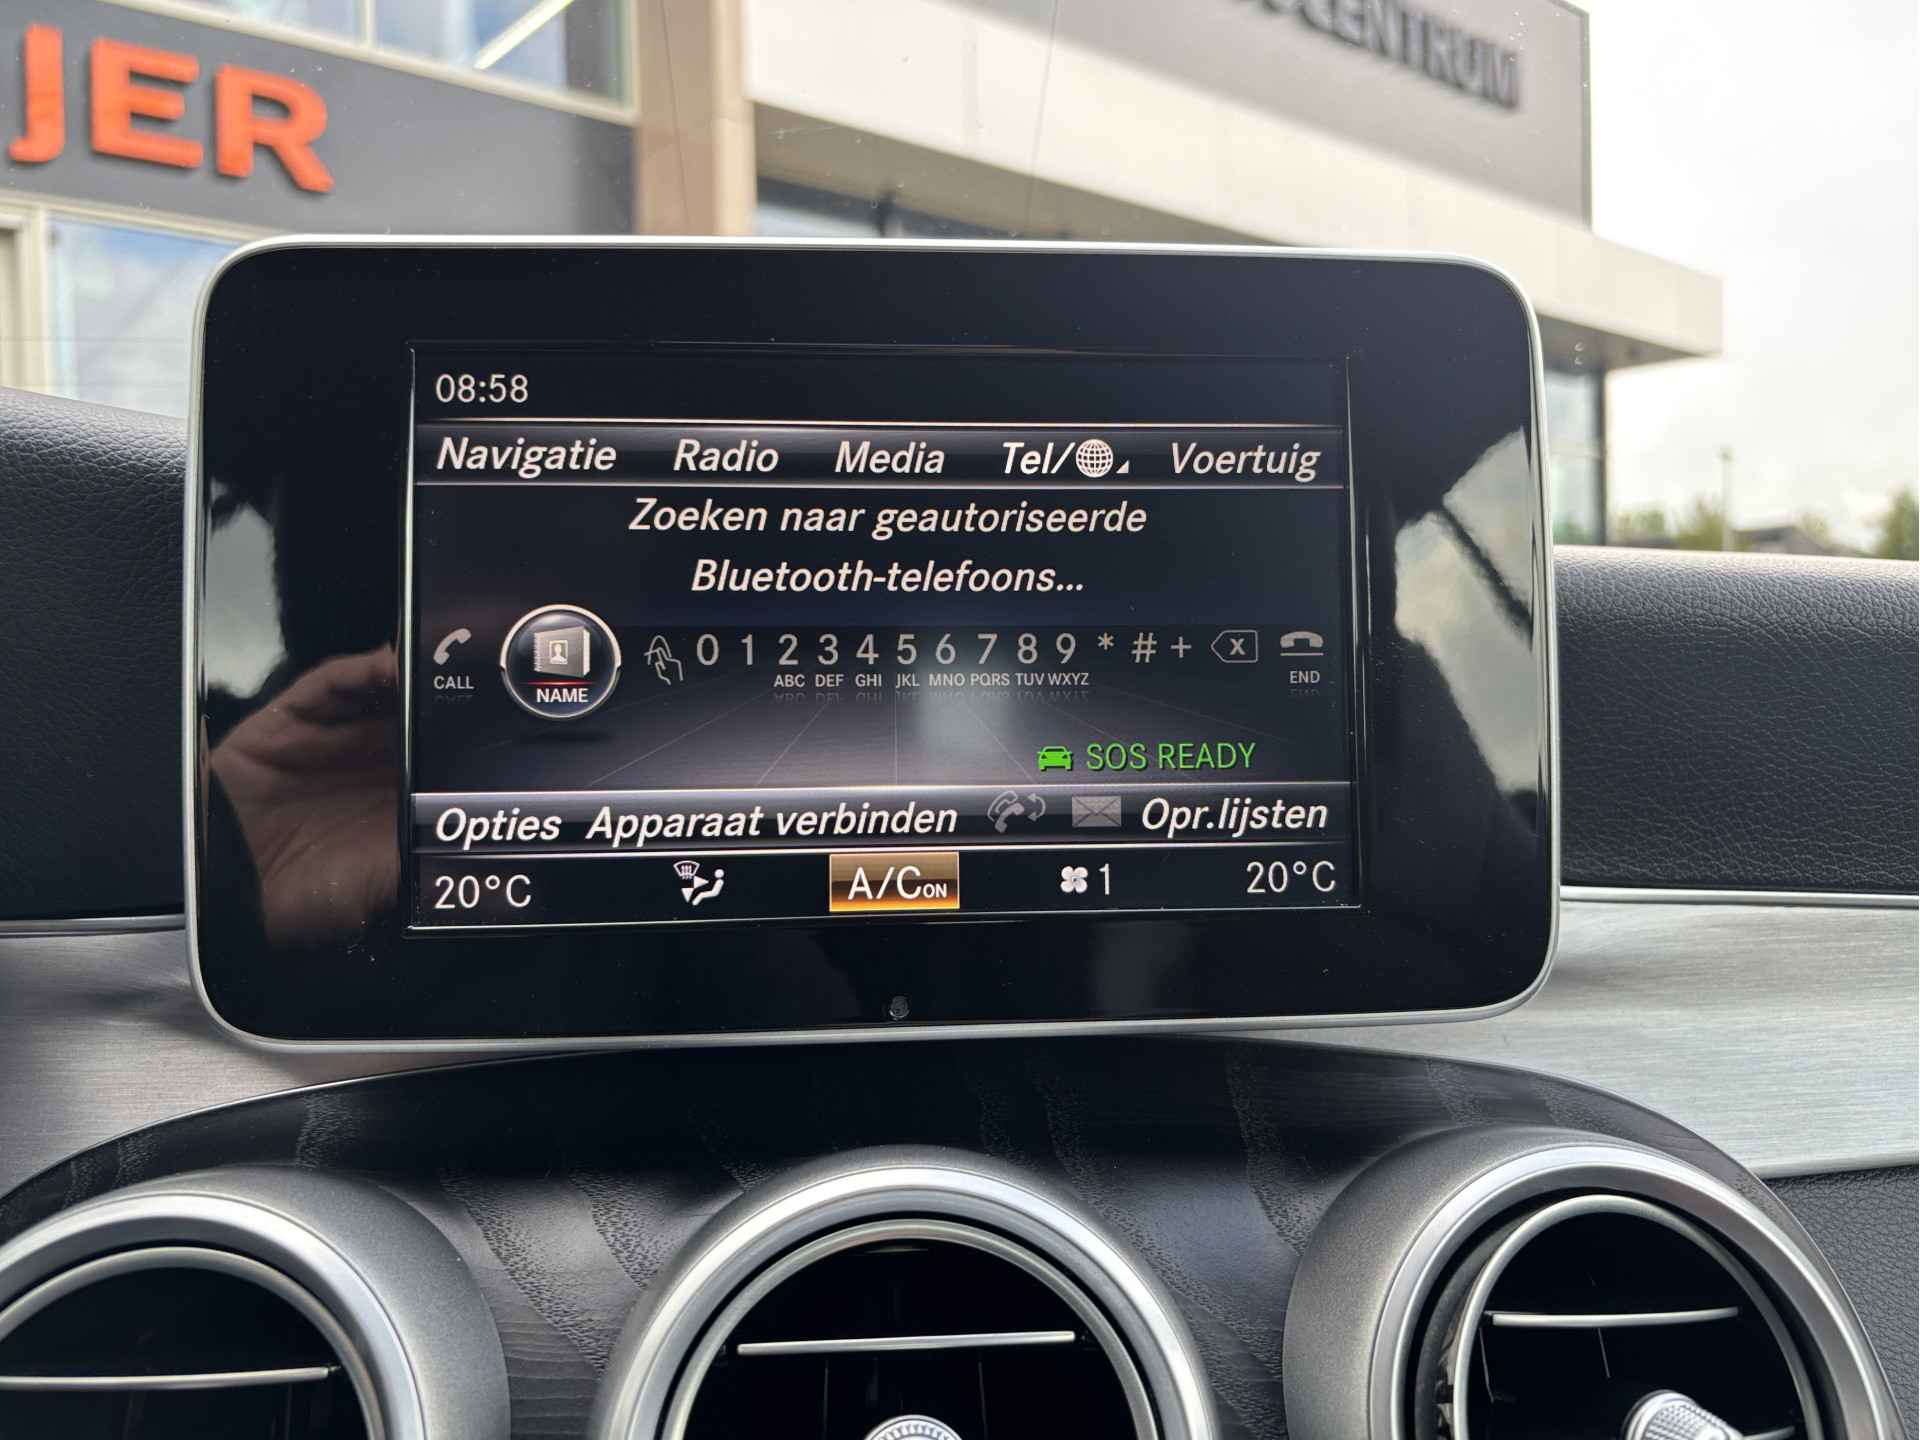 JER
CENTRUM
08:58
Navigatie Radio Media Tel/ Voertuig
Zoeken naar geautoriseerde
Bluetooth-telefoons...
0 1 2 3 4 5 6 7 8 9 * # + X
CALL NAME ABC DEF GHI JKL MNO PQRS TUV WXYZ END
SOS READY
Opties Apparaat verbinden Opr.lijsten
20°C A/C ON 1 20°C